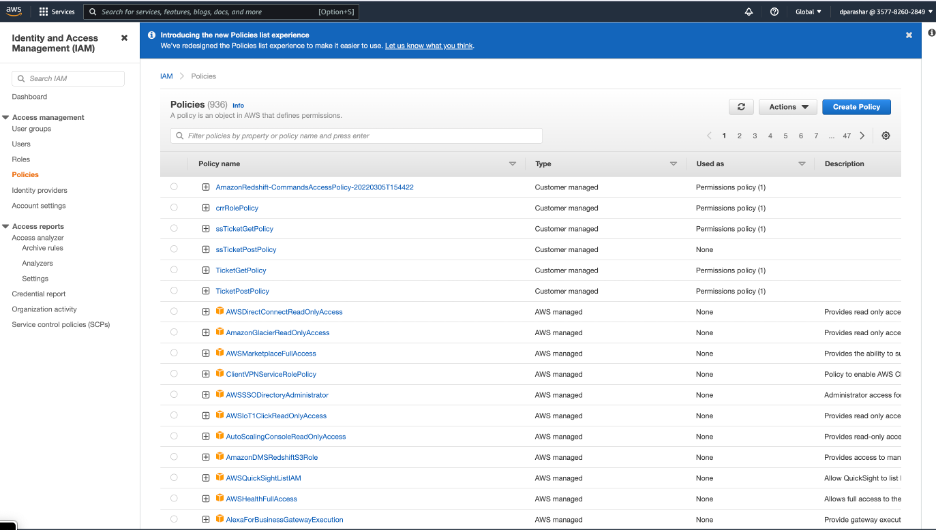 aws Services Search for services, features, blogs, docs, and more [Option+S] Global dparashar @ 3577-8260-2849
Identity and Access Management (IAM)
Search IAM
Dashboard
Access management
User groups
Users
Roles
Policies
Identity providers
Account settings
Access reports
Access analyzer
Archive rules
Analyzers
Settings
Credential report
Organization activity
Service control policies (SCPs)
Introducing the new Policies list experience
We've redesigned the Policies list experience to make it easier to use. Let us know what you think.
IAM > Policies
Policies (936) Info
A policy is an object in AWS that defines permissions.
Actions Create Policy
Filter policies by property or policy name and press enter
< 1 2 3 4 5 6 7 ... 47 >
Policy name Type Used as Description
AmazonRedshift-CommandsAccessPolicy-20220305T154422 Customer managed Permissions policy (1)
crrRolePolicy Customer managed Permissions policy (1)
ssTicketGetPolicy Customer managed Permissions policy (1)
ssTicketPostPolicy Customer managed None
TicketGetPolicy Customer managed Permissions policy (1)
TicketPostPolicy Customer managed Permissions policy (1)
AWSDirectConnectReadOnlyAccess AWS managed None Provides read only acce
AmazonGlacierReadOnlyAccess AWS managed None Provides read only acce
AWSMarketplaceFullAccess AWS managed None Provides the ability to su
ClientVPNServiceRolePolicy AWS managed None Policy to enable AWS Cl
AWSSSODirectoryAdministrator AWS managed None Administrator access for
AWSIoT1ClickReadOnlyAccess AWS managed None Provides read only acce
AutoScalingConsoleReadOnlyAccess AWS managed None Provides read-only acce
AmazonDMSRedshiftS3Role AWS managed None Provides access to man
AWSQuickSightListIAM AWS managed None Allow QuickSight to list I
AWSHealthFullAccess AWS managed None Allows full access to the
AlexaForBusinessGatewayExecution AWS managed None Provide gateway execut